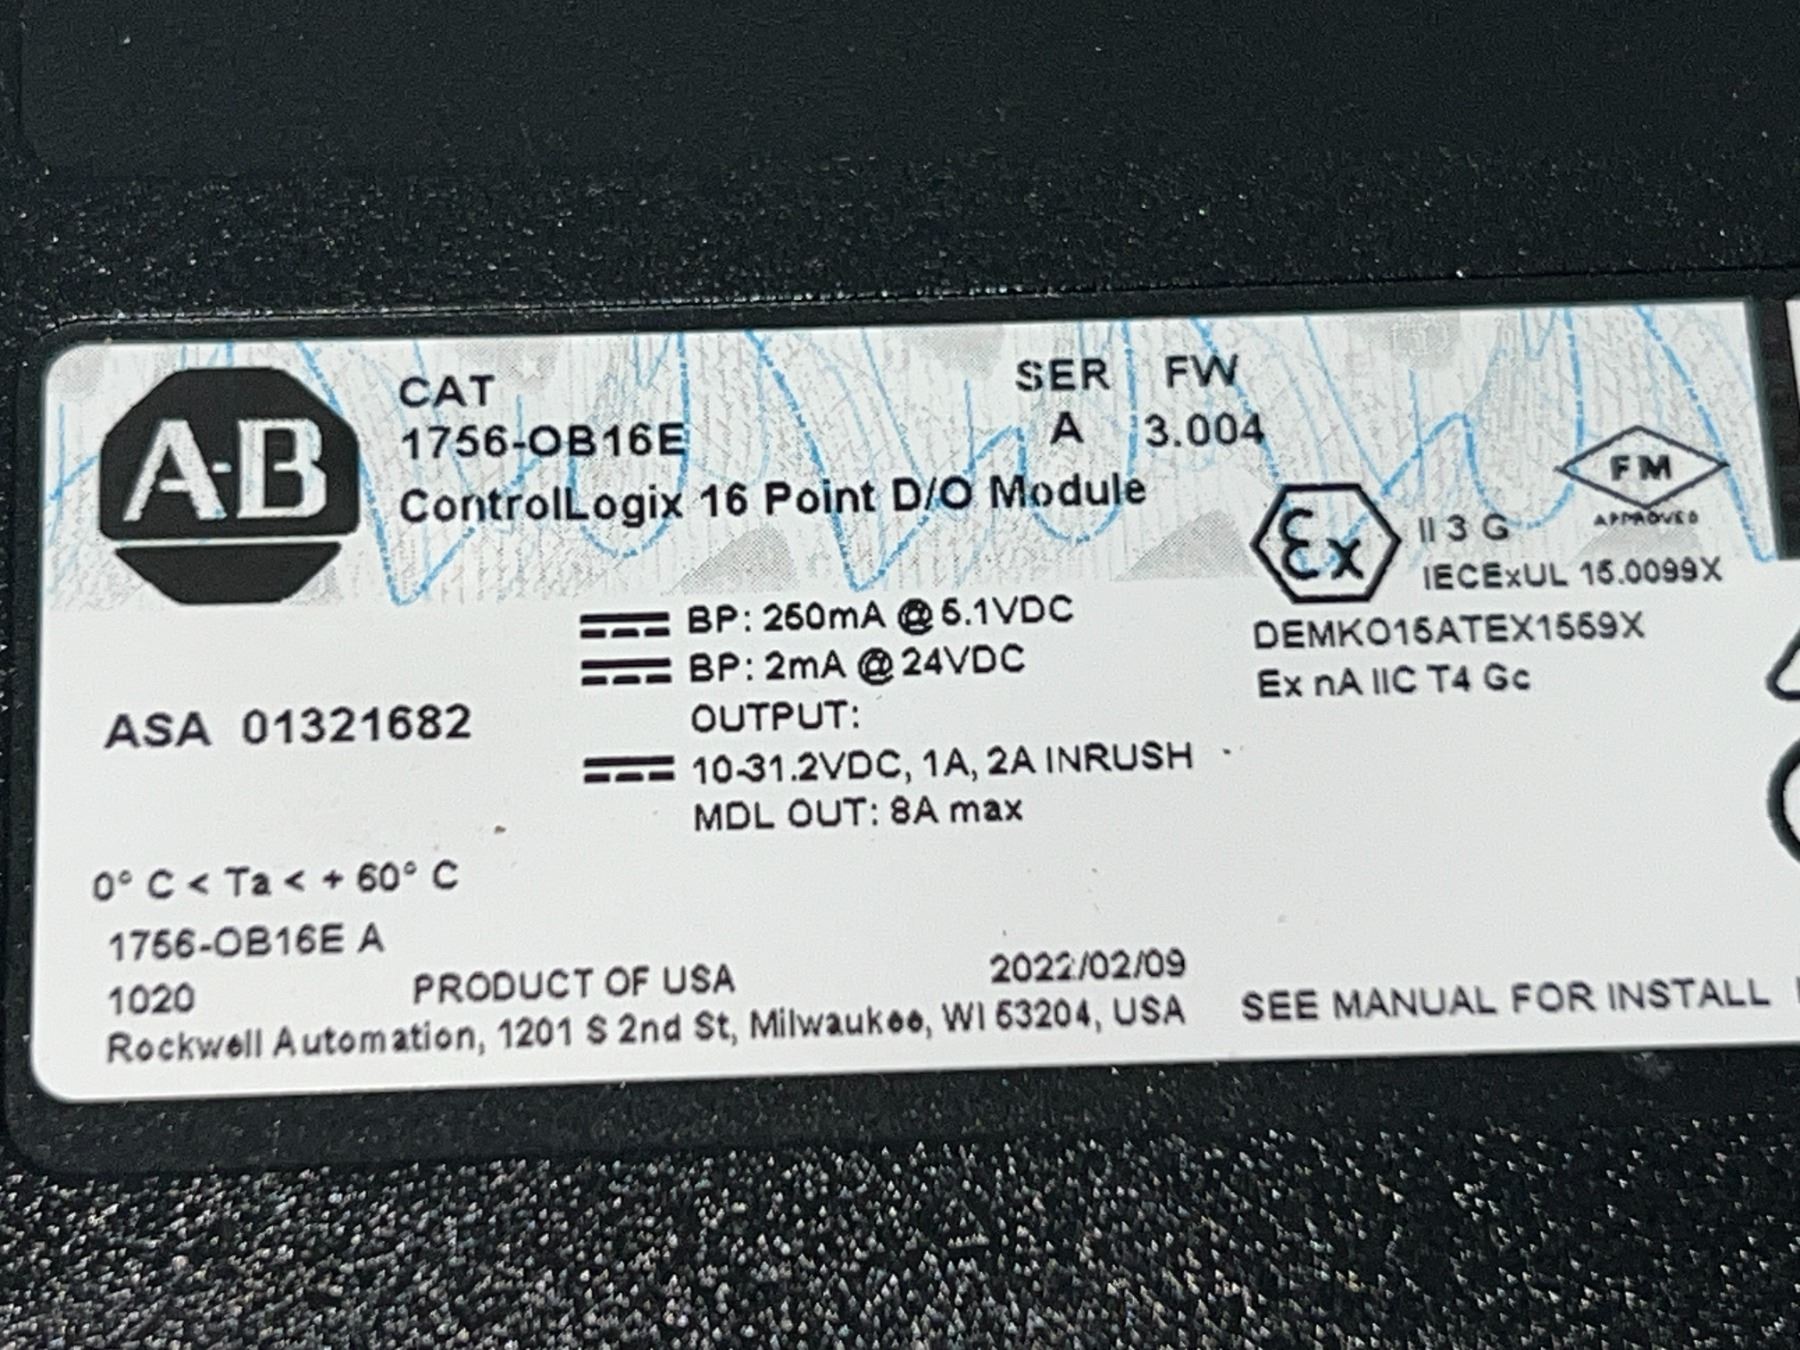 A-B
CAT
1756-OB16E
ControlLogix 16 Point D/O Module
SER FW
A 3.004
FM
APPROVED
Ex
II 3 G
IECExUL 15.0099X
DEMKO15ATEX1559X
Ex nA IIC T4 Gc
BP: 250mA @ 5.1VDC
BP: 2mA @ 24VDC
OUTPUT:
10-31.2VDC, 1A, 2A INRUSH
MDL OUT: 8A max
ASA 01321682
0° C < Ta < + 60° C
1756-OB16E A
1020
PRODUCT OF USA
2022/02/09
Rockwell Automation, 1201 S 2nd St, Milwaukee, WI 53204, USA
SEE MANUAL FOR INSTALL